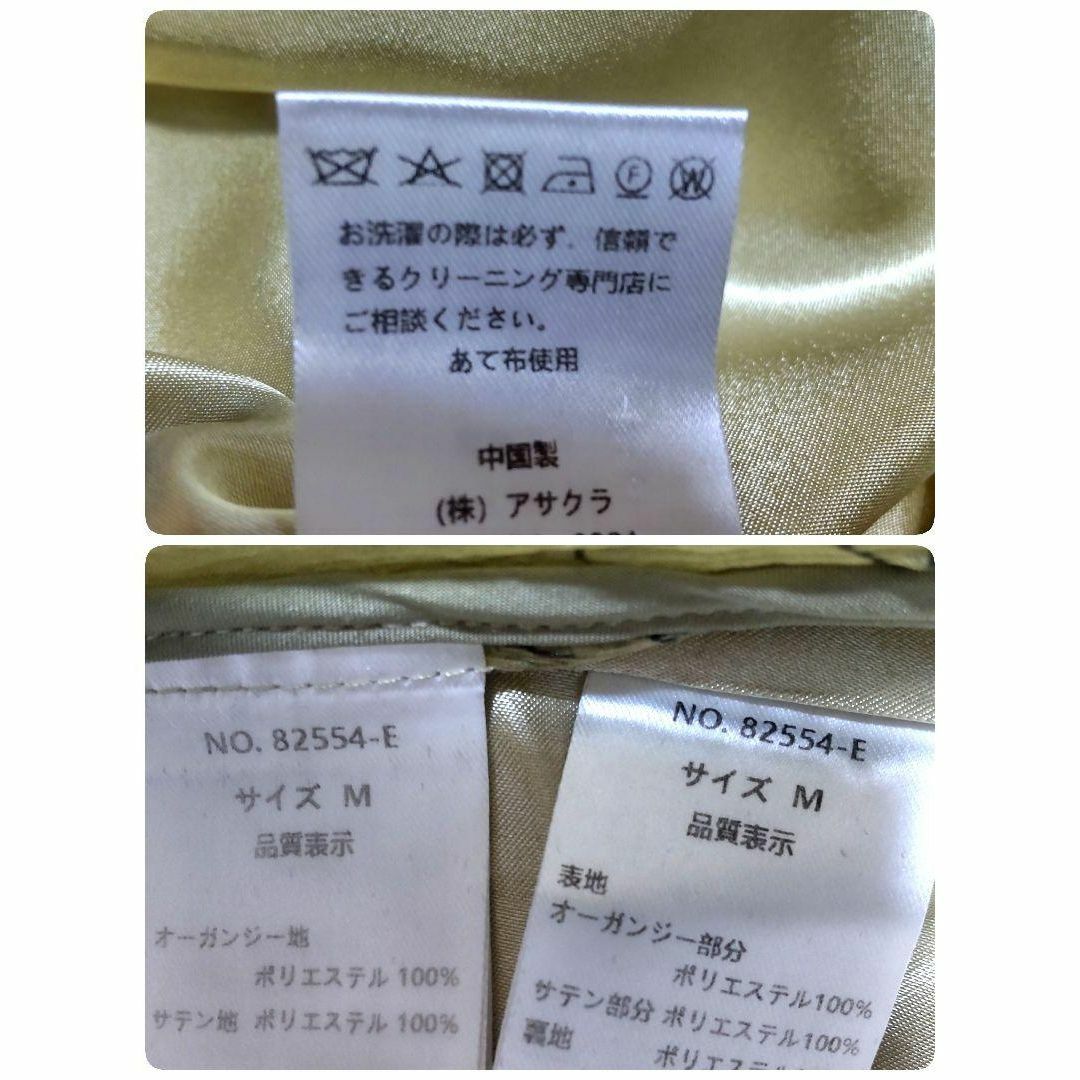 F W
お洗濯の際は必ず、信頼で
きるクリーニング専門店に
ご相談ください。
あて布使用
中国製
(株) アサクラ
NO. 82554-E
サイズ M
品質表示
オーガンジー地
ポリエステル 100%
サテン地 ポリエステル 100%
NO. 82554-E
サイズ M
品質表示
表地
オーガンジー部分
ポリエステル100%
サテン部分 ポリエステル100%
裏地